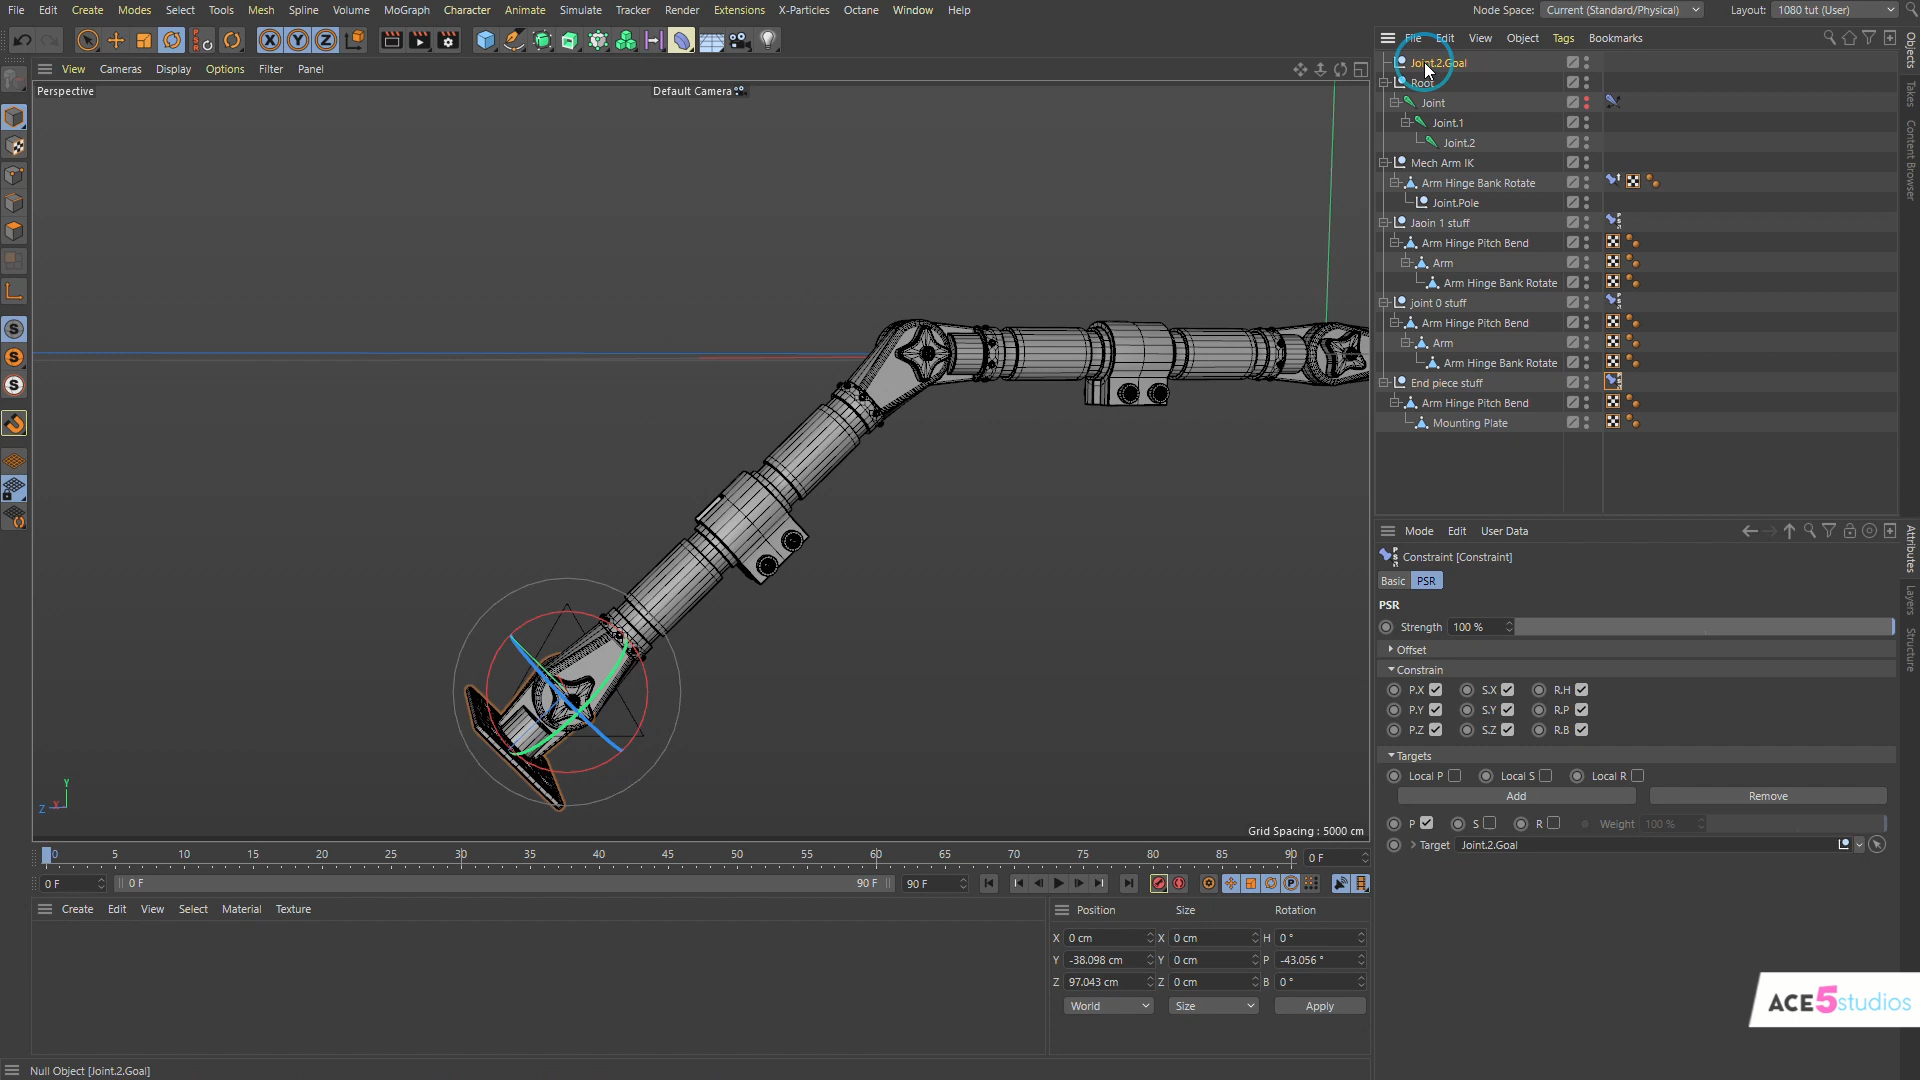 File Edit Create Modes Select Tools Mesh Spline Volume MoGraph Character Animate Simulate Tracker Render Extensions X-Particles Octane Window Help Node Space: Current (Standard/Physical) Layout: 1080 tut (User)
File Edit View Object Tags Bookmarks
View Cameras Display Options Filter Panel
Perspective
Default Camera
Joint.2.Goal
Root
Joint
Joint.1
Joint.2
Mech Arm IK
Arm Hinge Bank Rotate
Joint.Pole
Jaoin 1 stuff
Arm Hinge Pitch Bend
Arm
Arm Hinge Bank Rotate
joint 0 stuff
Arm Hinge Pitch Bend
Arm
Arm Hinge Bank Rotate
End piece stuff
Arm Hinge Pitch Bend
Mounting Plate
Objects
Takes
Content Browser
Mode Edit User Data
Constraint [Constraint]
Basic PSR
PSR
Strength 100 %
Offset
Constrain
P.X S.X R.H
P.Y S.Y R.P
P.Z S.Z R.B
Targets
Local P Local S Local R
Add Remove
P S R Weight 100 %
Target Joint.2.Goal
Attributes
Layers
Structure
Y
Z X
Grid Spacing : 5000 cm
0 5 10 15 20 25 30 35 40 45 50 55 60 65 70 75 80 85 90 0 F
0 F 0 F 90 F 90 F
Create Edit View Select Material Texture
Position Size Rotation
X 0 cm X 0 cm H 0 °
Y -38.098 cm Y 0 cm P -43.056 °
Z 97.043 cm Z 0 cm B 0 °
World Size Apply
ACE5studios
Null Object [Joint.2.Goal]